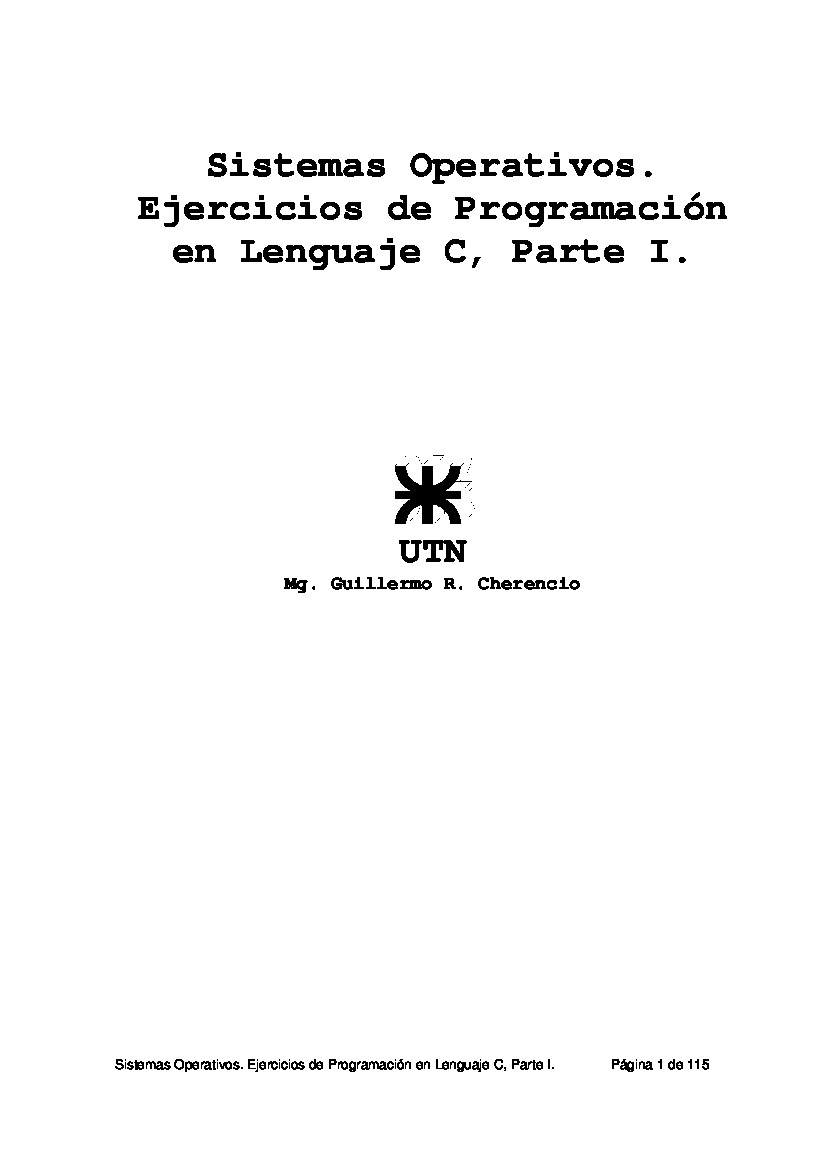 Sistemas Operativos.
Ejercicios de Programación
en Lenguaje C, Parte I.
UTN
Mg. Guillermo R. Cherencio
Sistemas Operativos. Ejercicios de Programación en Lenguaje C, Parte I. Página 1 de 115